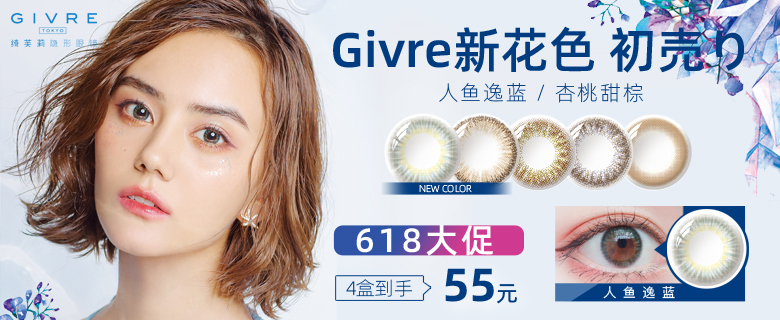 GIVRE
TOKYO
绮芙莉隐形眼镜
Givre新花色 初売り
人鱼逸蓝 / 杏桃甜棕
NEW COLOR
618大促
4盒到手 55元
人鱼逸蓝